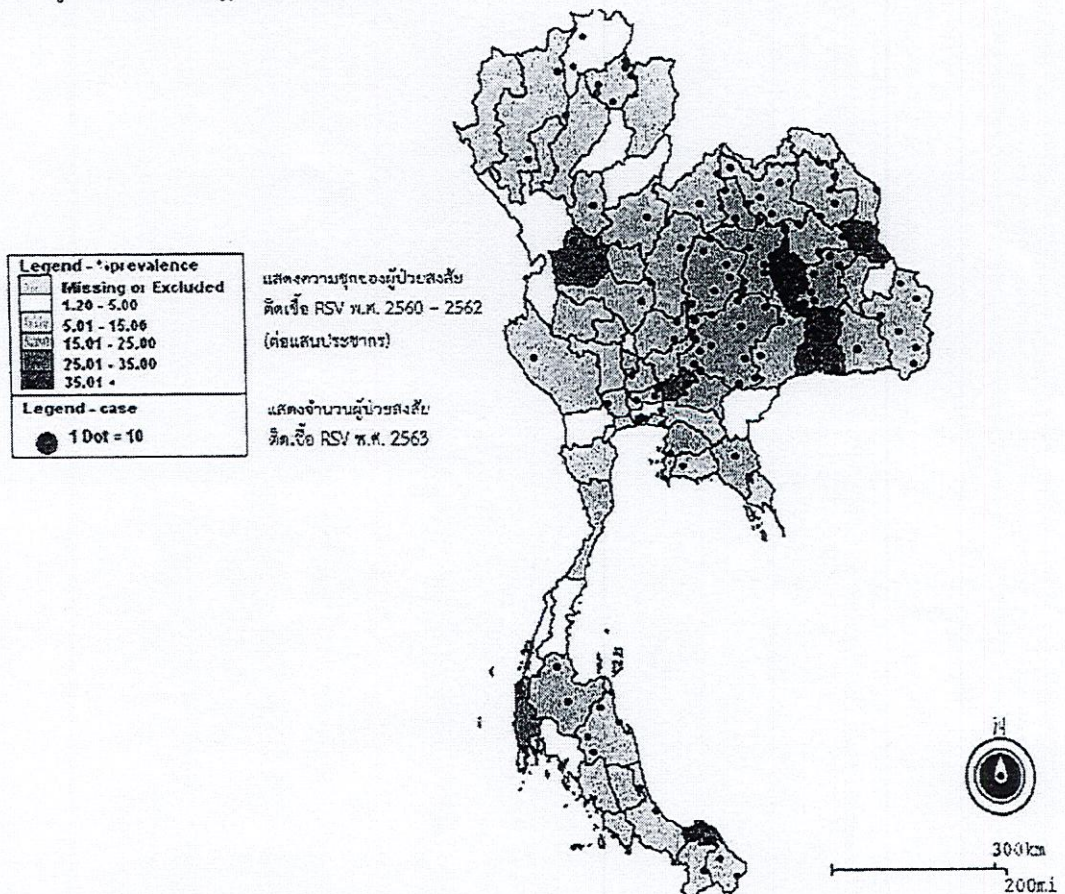 Legend - %prevalence
Missing or Excluded
1.20 - 5.00
5.01 - 15.00
15.01 - 25.00
25.01 - 35.00
35.01 +
Legend - case
1 Dot = 10
แสดงความชุกของผู้ป่วยสงสัย
ติดเชื้อ RSV พ.ศ. 2560 - 2562
(ต่อแสนประชากร)
แสดงจำนวนผู้ป่วยสงสัย
ติดเชื้อ RSV พ.ศ. 2563
N
300km
200mi